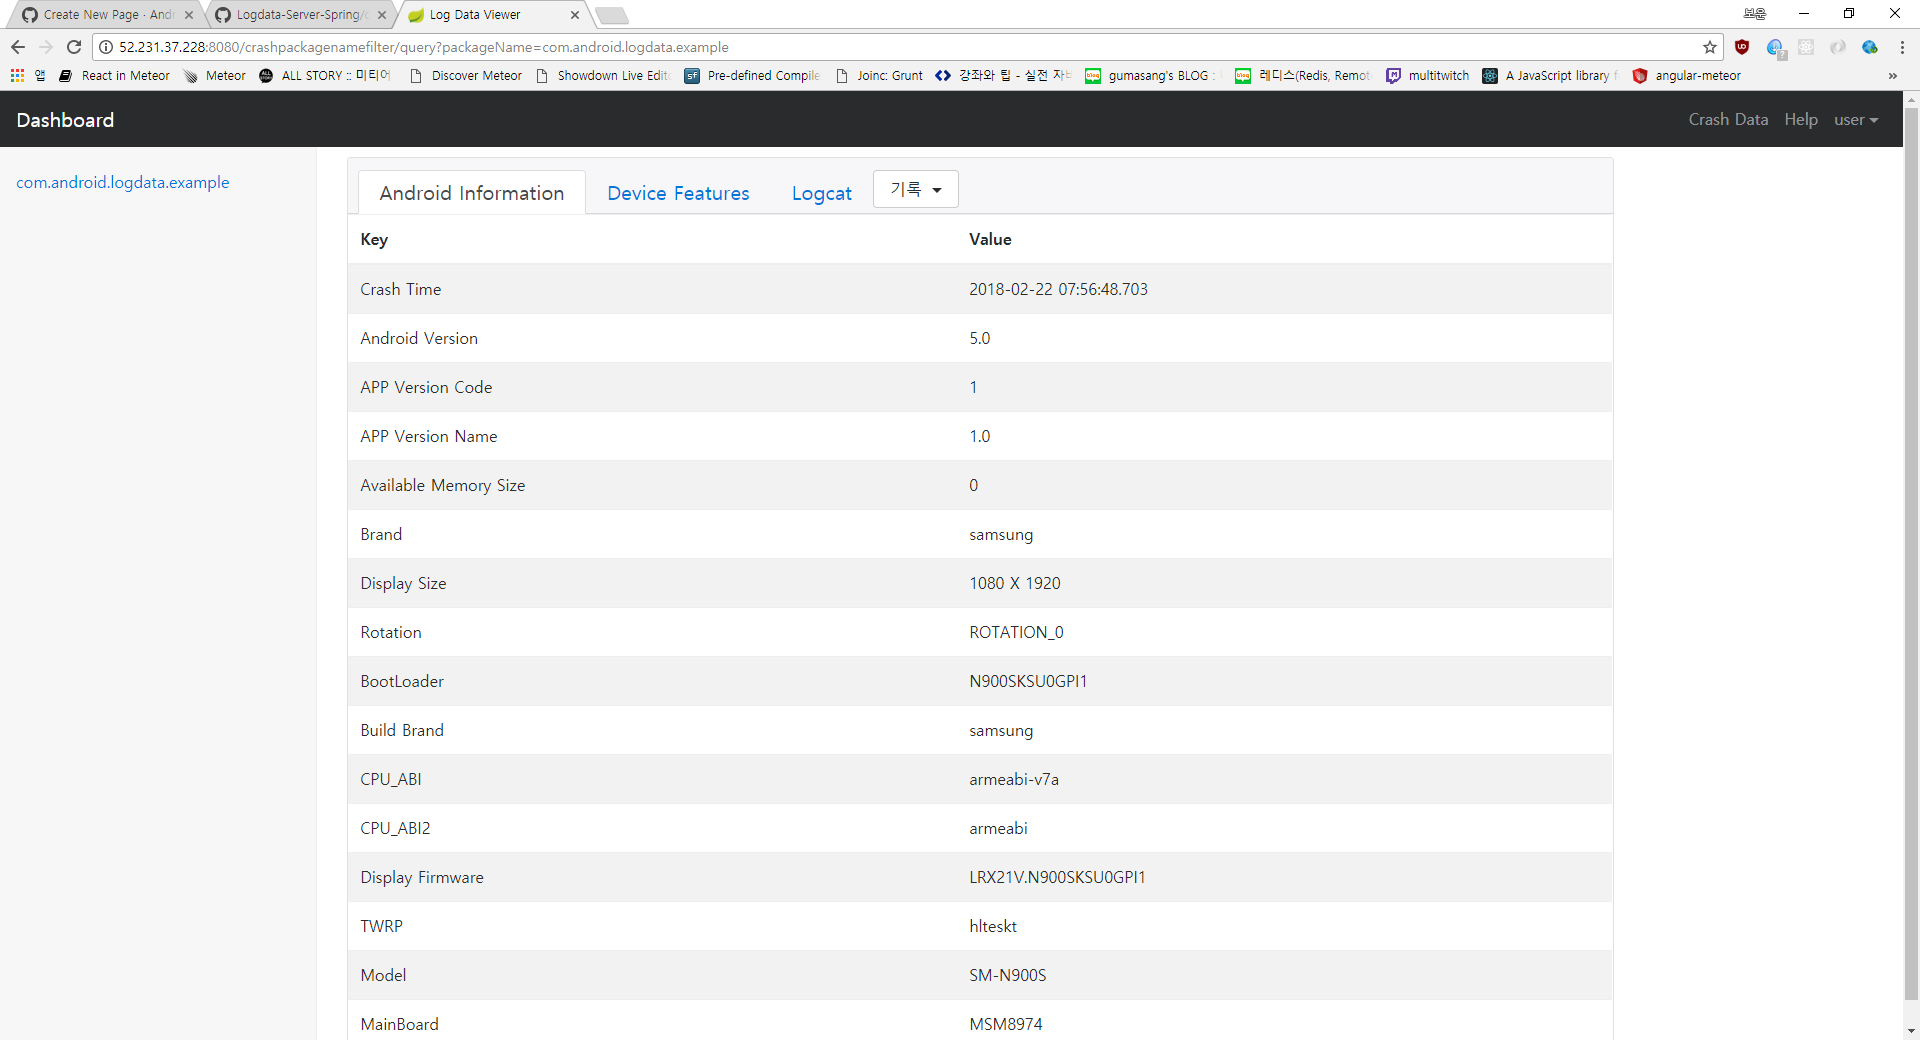 Create New Page · And
Logdata-Server-Spring/
Log Data Viewer
보운
52.231.37.228:8080/crashpackagenamefilter/query?packageName=com.android.logdata.example
앱
React in Meteor
Meteor
ALL STORY :: 미티어
Discover Meteor
Showdown Live Edit
Pre-defined Compile
Joinc: Grunt
강좌와 팁 - 실전 자바
gumasang's BLOG :
레디스(Redis, Remot
multitwitch
A JavaScript library
angular-meteor
Dashboard
Crash Data Help user
com.android.logdata.example
Android Information Device Features Logcat 기록
Key Value
Crash Time 2018-02-22 07:56:48.703
Android Version 5.0
APP Version Code 1
APP Version Name 1.0
Available Memory Size 0
Brand samsung
Display Size 1080 X 1920
Rotation ROTATION_0
BootLoader N900SKSU0GPI1
Build Brand samsung
CPU_ABI armeabi-v7a
CPU_ABI2 armeabi
Display Firmware LRX21V.N900SKSU0GPI1
TWRP hlteskt
Model SM-N900S
MainBoard MSM8974